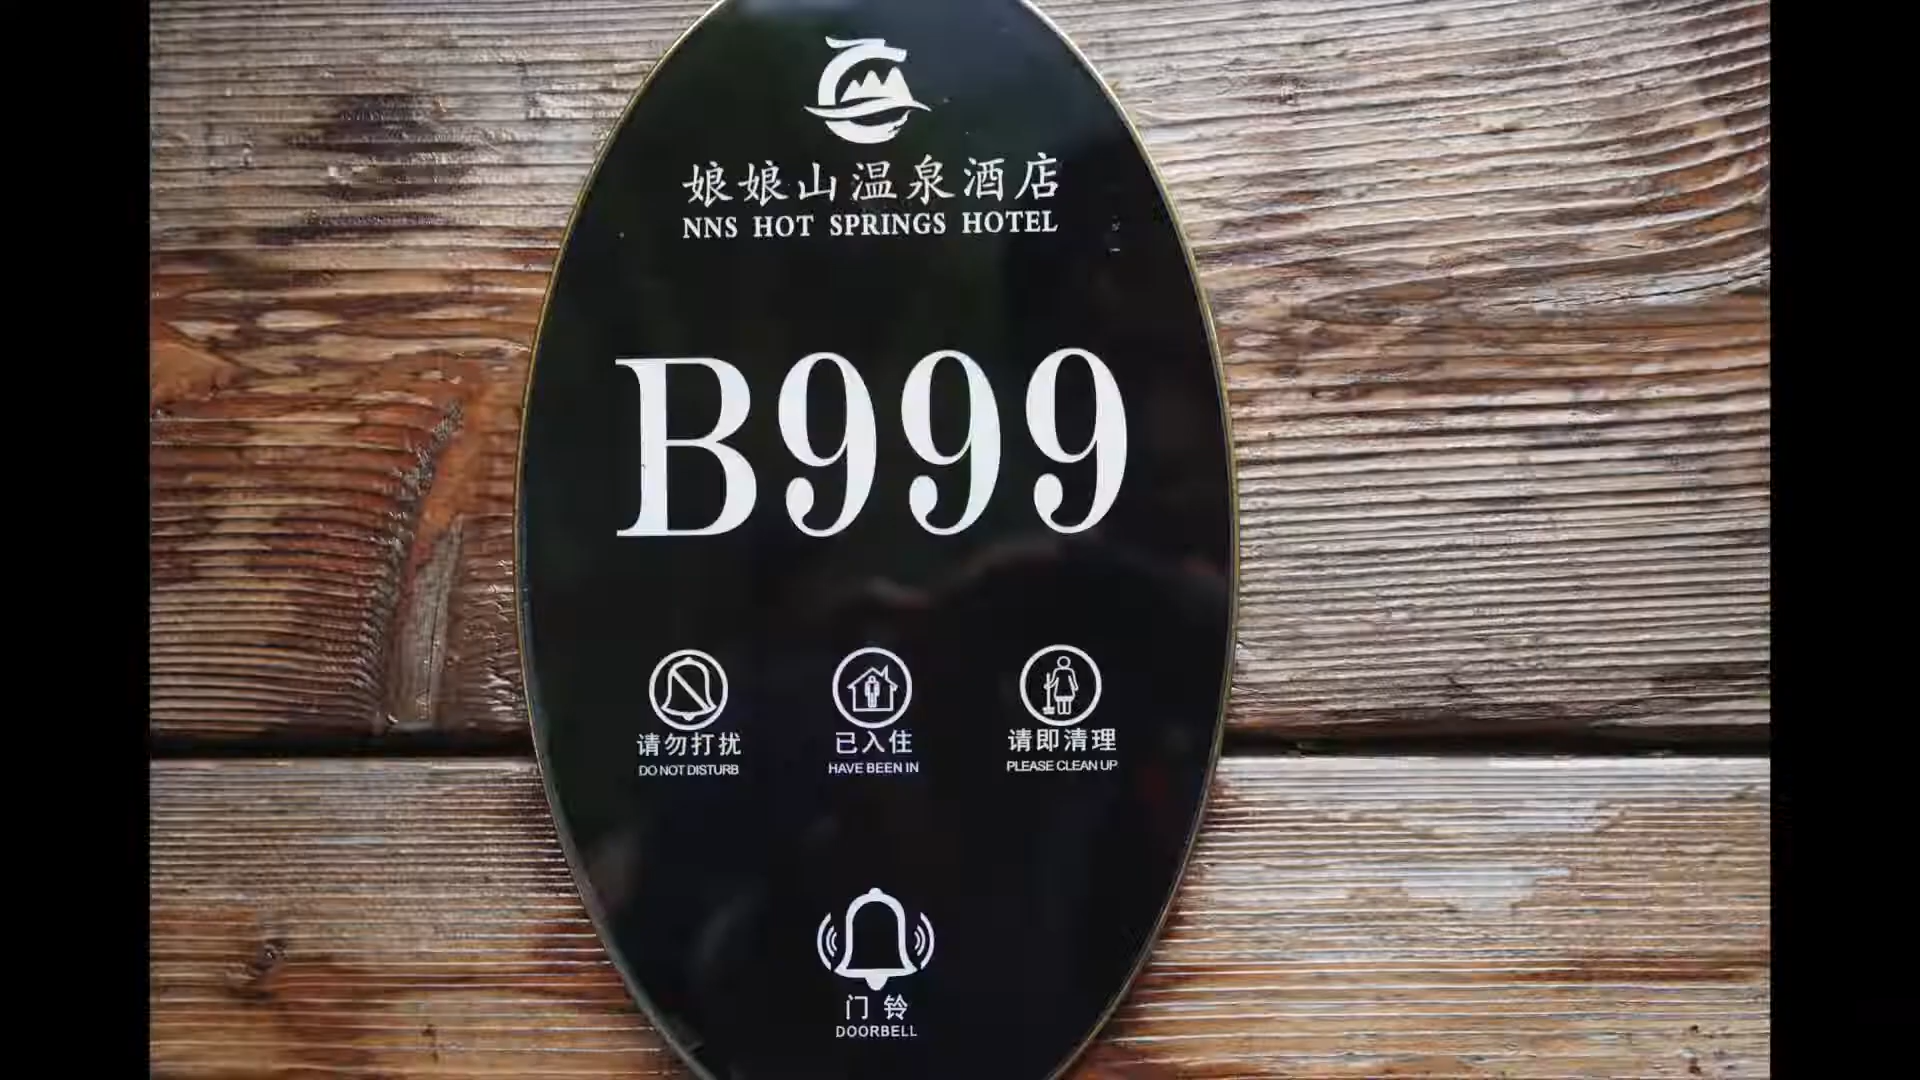 娘娘山温泉酒店
NNS HOT SPRINGS HOTEL
B999
请勿打扰
DO NOT DISTURB
已入住
HAVE BEEN IN
请即清理
PLEASE CLEAN UP
门铃
DOORBELL